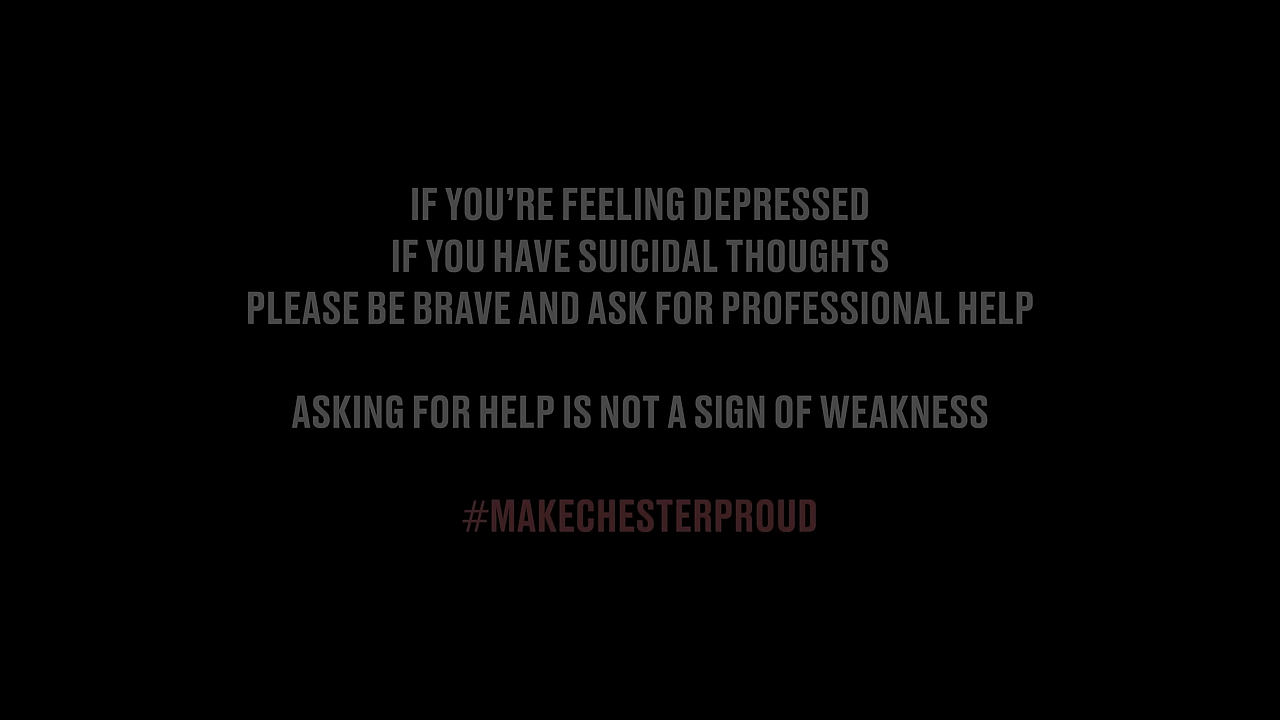 IF YOU’RE FEELING DEPRESSED
IF YOU HAVE SUICIDAL THOUGHTS
PLEASE BE BRAVE AND ASK FOR PROFESSIONAL HELP
ASKING FOR HELP IS NOT A SIGN OF WEAKNESS
#MAKECHESTERPROUD